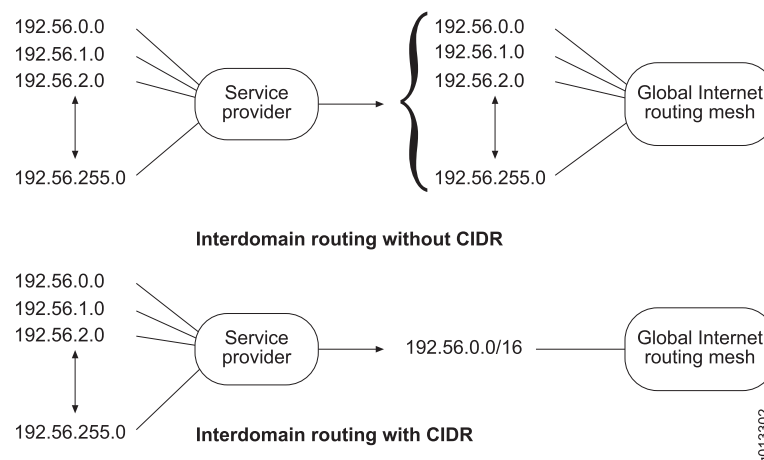 192.56.0.0
192.56.1.0
192.56.2.0
192.56.255.0
Service
provider
192.56.0.0
192.56.1.0
192.56.2.0
192.56.255.0
Global Internet
routing mesh
Interdomain routing without CIDR
192.56.0.0
192.56.1.0
192.56.2.0
192.56.255.0
Service
provider
192.56.0.0/16
Global Internet
routing mesh
Interdomain routing with CIDR